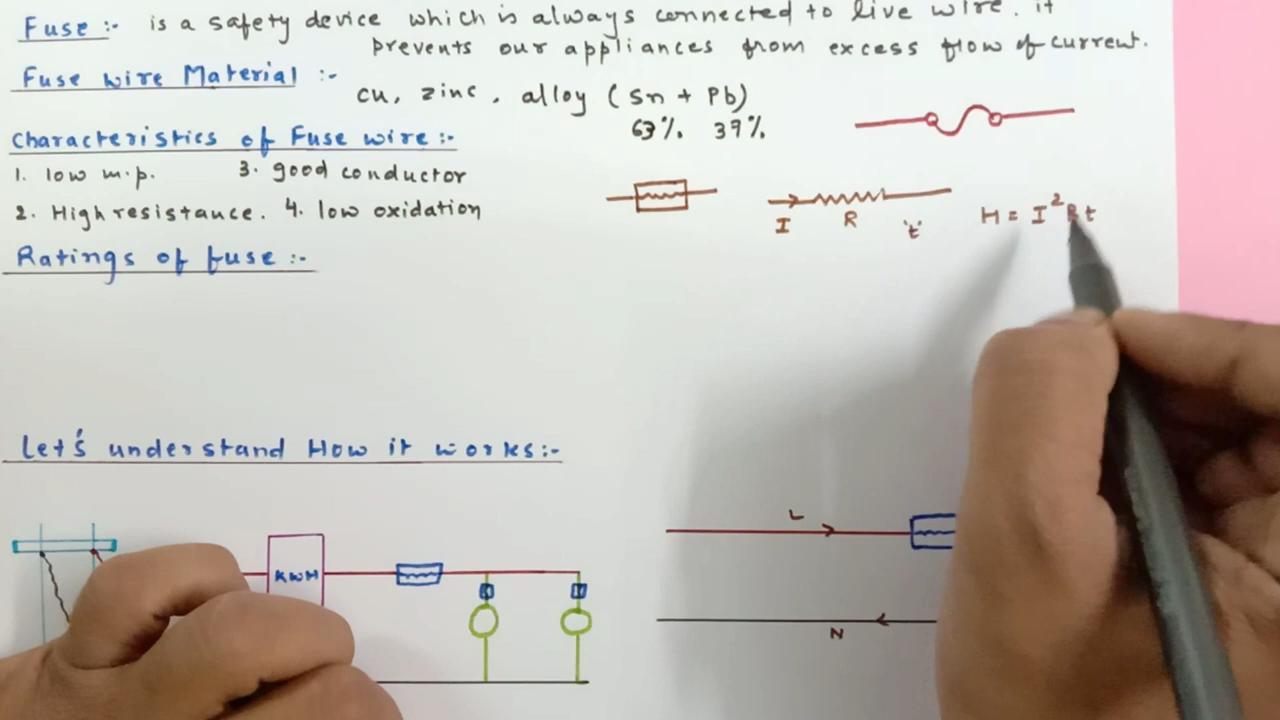 Fuse :- is a safety device which is always connected to live wire. it
prevents our appliances from excess flow of current.
Fuse wire Material :-
cu, zinc, alloy (Sn + Pb)
63% 37%
Characteristics of Fuse wire :-
1. low m.p. 3. good conductor
2. High resistance. 4. low oxidation
I R 't' H = I²Rt
Ratings of fuse :-
Let's understand How it works :-
L
KWH
N